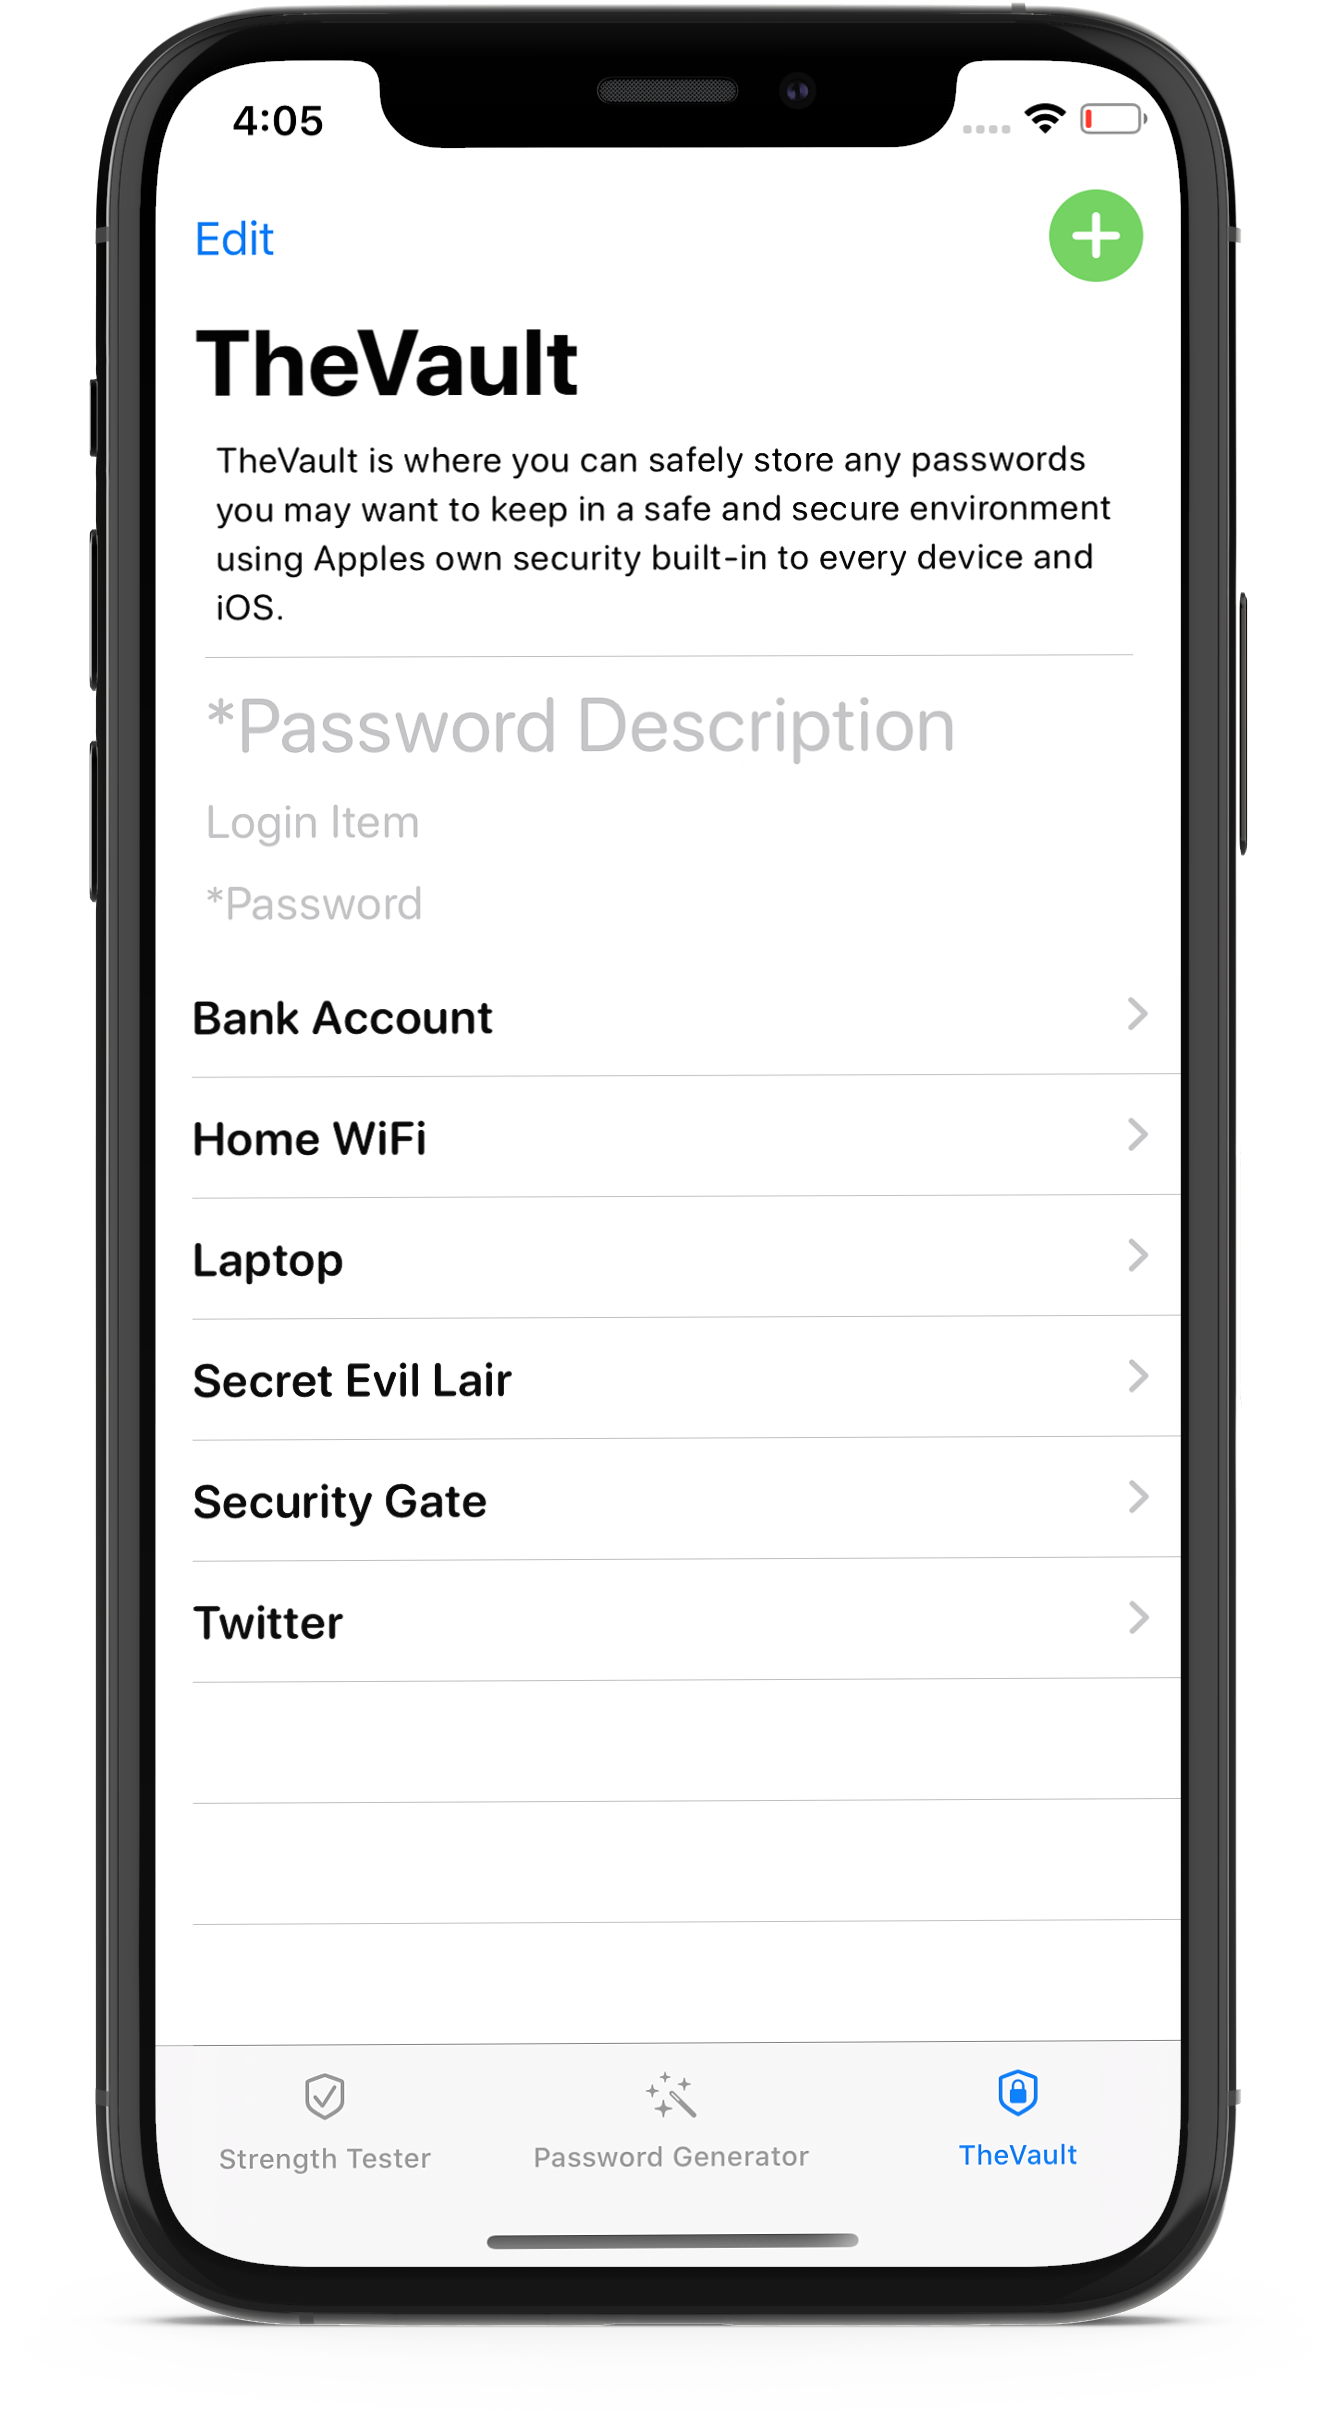 4:05
Edit
TheVault
TheVault is where you can safely store any passwords
you may want to keep in a safe and secure environment
using Apples own security built-in to every device and
iOS.
*Password Description
Login Item
*Password
Bank Account
Home WiFi
Laptop
Secret Evil Lair
Security Gate
Twitter
Strength Tester
Password Generator
TheVault